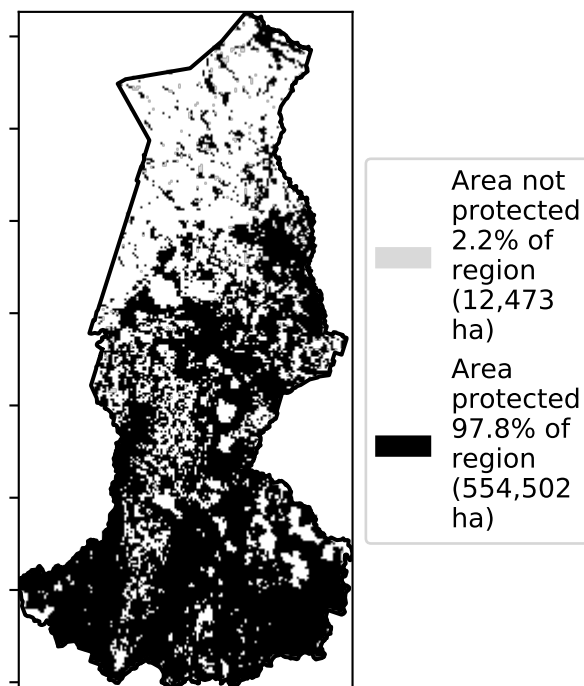 Area not
protected
2.2% of
region
(12,473
ha)
Area
protected
97.8% of
region
(554,502
ha)